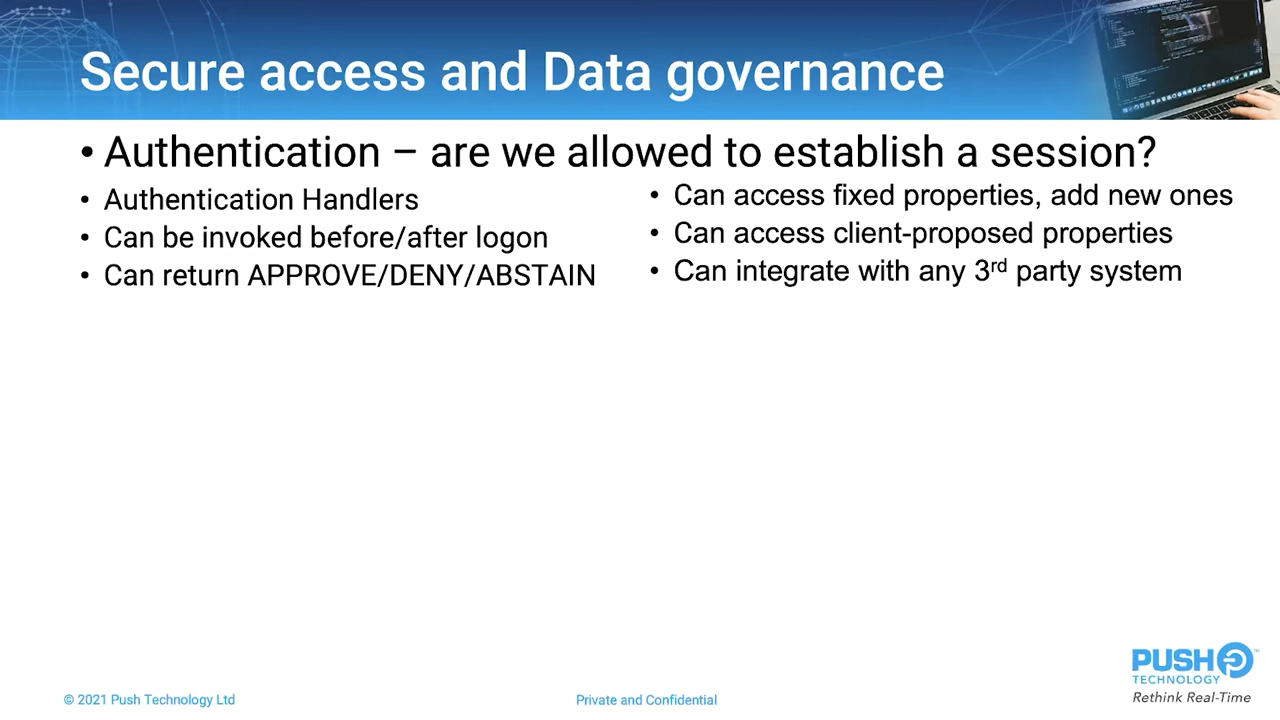 Secure access and Data governance
• Authentication – are we allowed to establish a session?
• Authentication Handlers
• Can be invoked before/after logon
• Can return APPROVE/DENY/ABSTAIN
• Can access fixed properties, add new ones
• Can access client-proposed properties
• Can integrate with any 3rd party system
© 2021 Push Technology Ltd
Private and Confidential
PUSH
TECHNOLOGY
™
Rethink Real-Time